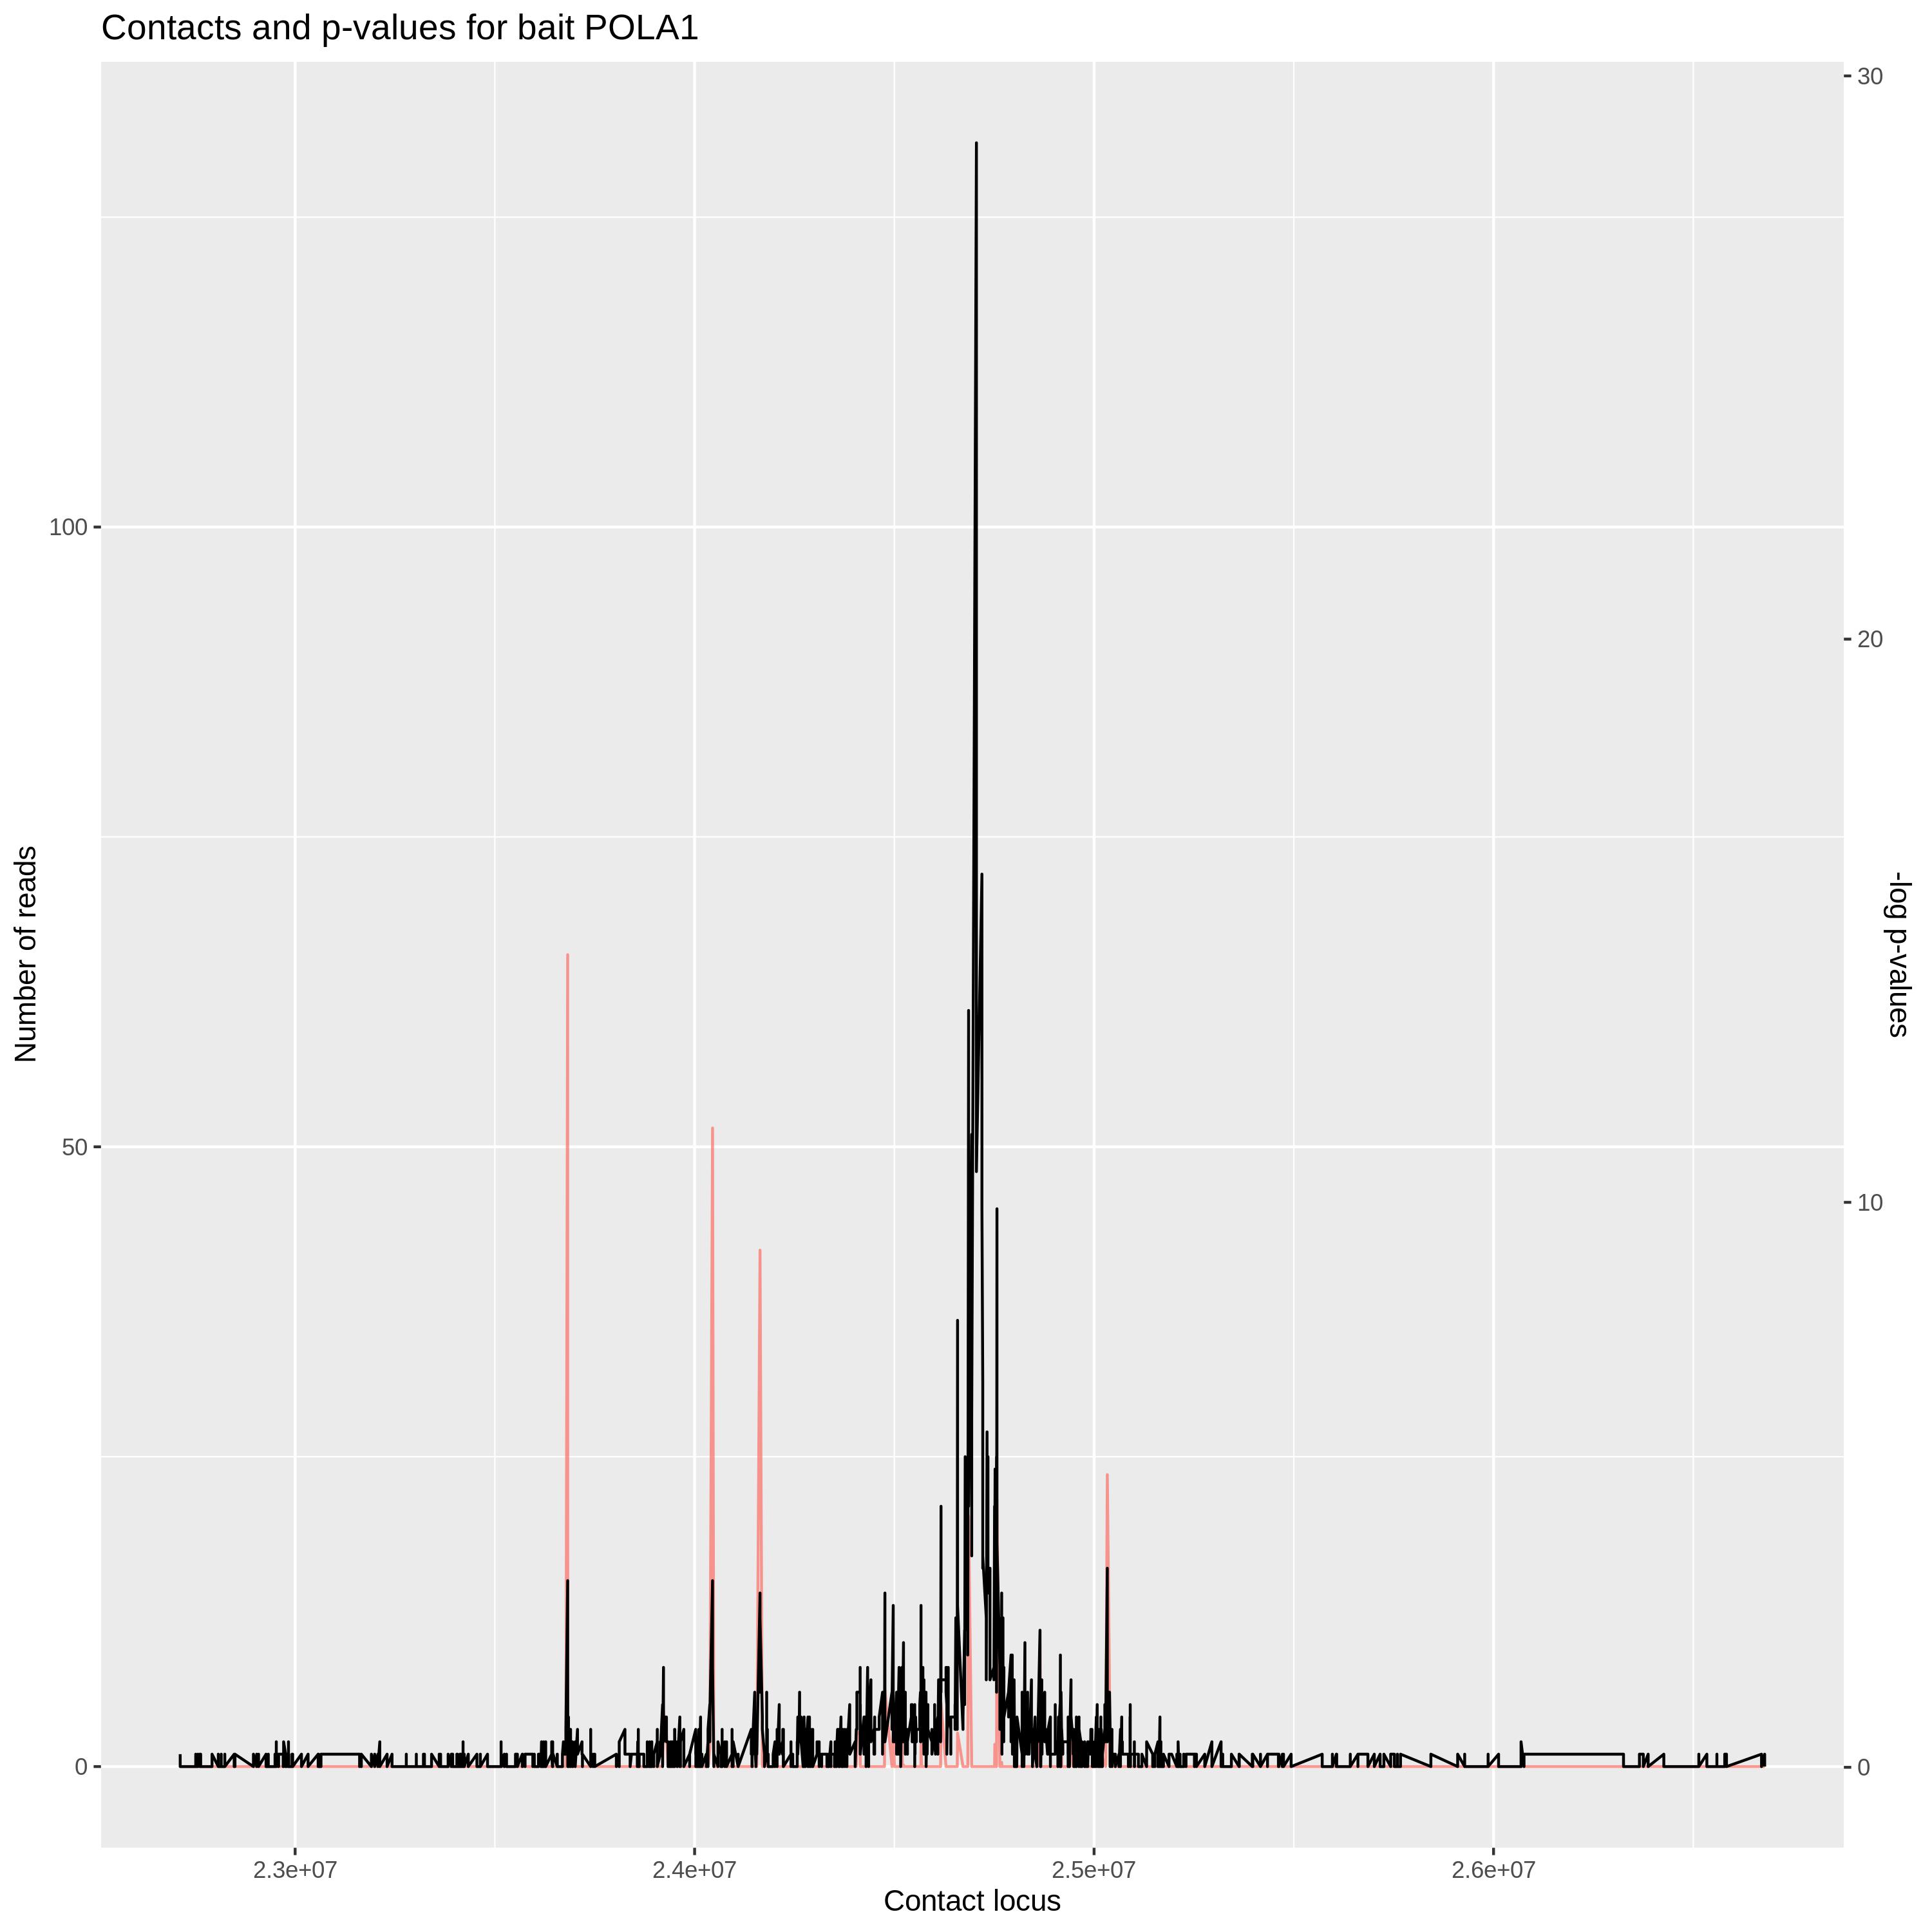 Contacts and p-values for bait POLA1
30
100
20
Number of reads
-log p-values
50
10
0
0
2.3e+07
2.4e+07
2.5e+07
2.6e+07
Contact locus